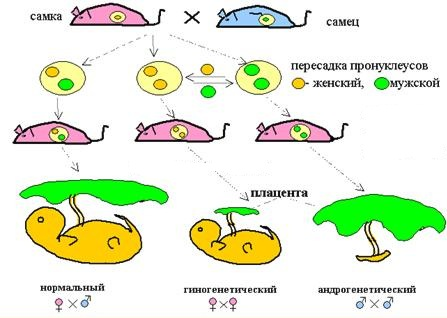 самка
самец
пересадка пронуклеусов
- женский, мужской
плацента
нормальный
гиногенетический
андрогенетический
♀×♂
♀×♀
♂×♂